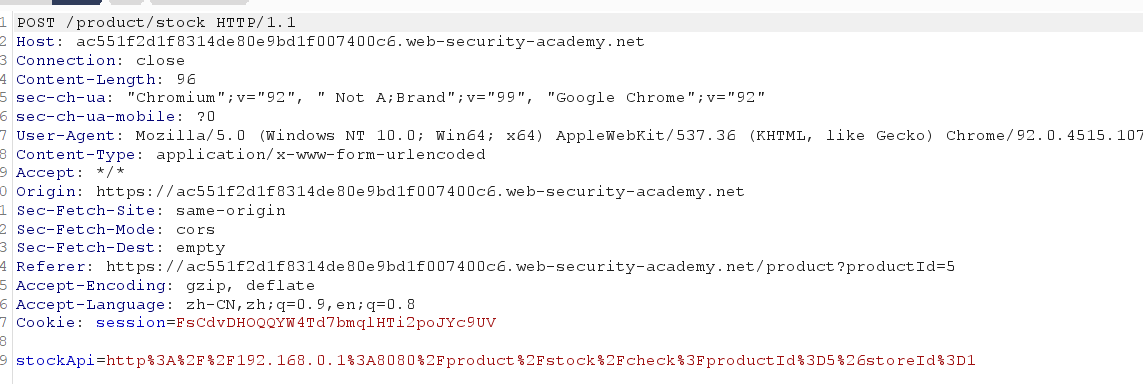 1 POST /product/stock HTTP/1.1
2 Host: ac551f2d1f8314de80e9bd1f007400c6.web-security-academy.net
3 Connection: close
4 Content-Length: 96
5 sec-ch-ua: "Chromium";v="92", " Not A;Brand";v="99", "Google Chrome";v="92"
6 sec-ch-ua-mobile: ?0
7 User-Agent: Mozilla/5.0 (Windows NT 10.0; Win64; x64) AppleWebKit/537.36 (KHTML, like Gecko) Chrome/92.0.4515.107
8 Content-Type: application/x-www-form-urlencoded
9 Accept: */*
0 Origin: https://ac551f2d1f8314de80e9bd1f007400c6.web-security-academy.net
1 Sec-Fetch-Site: same-origin
2 Sec-Fetch-Mode: cors
3 Sec-Fetch-Dest: empty
4 Referer: https://ac551f2d1f8314de80e9bd1f007400c6.web-security-academy.net/product?productId=5
5 Accept-Encoding: gzip, deflate
6 Accept-Language: zh-CN,zh;q=0.9,en;q=0.8
7 Cookie: session=FsCdvDHOQQYW4Td7bmqlHTi2poJYc9UV
8
9 stockApi=http%3A%2F%2F192.168.0.1%3A8080%2Fproduct%2Fstock%2Fcheck%3FproductId%3D5%26storeId%3D1